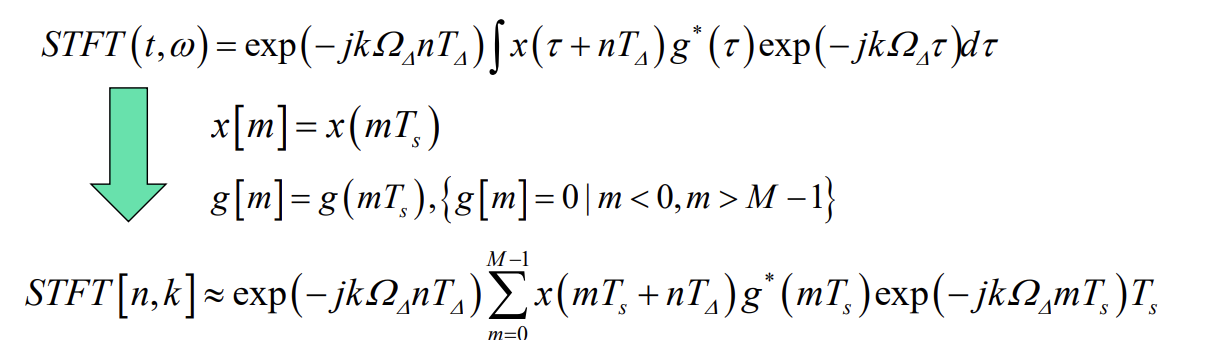 STFT(t,ω)=exp(−jkΩ_Δ nT_Δ)∫x(τ+nT_Δ)g*(τ)exp(−jkΩ_Δ τ)dτ
x[m]=x(mT_s)
g[m]=g(mT_s),{g[m]=0|m<0,m>M−1}
STFT[n,k]≈exp(−jkΩ_Δ nT_Δ)∑_{m=0}^{M−1}x(mT_s+nT_Δ)g*(mT_s)exp(−jkΩ_Δ mT_s)T_s